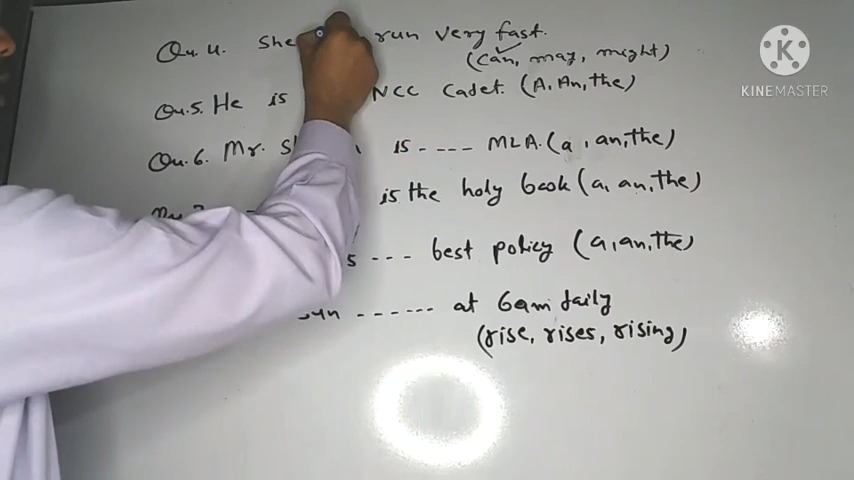 Qu.4. She run very fast.
(can, may, might)
Qu.5. He is NCC Cadet. (A, An, the)
Qu.6. Mr. is ---- MLA. (a, an, the)
is the holy book (a, an, the)
--- best policy (a, an, the)
------ at 6am daily
(rise, rises, rising)
KINEMASTER